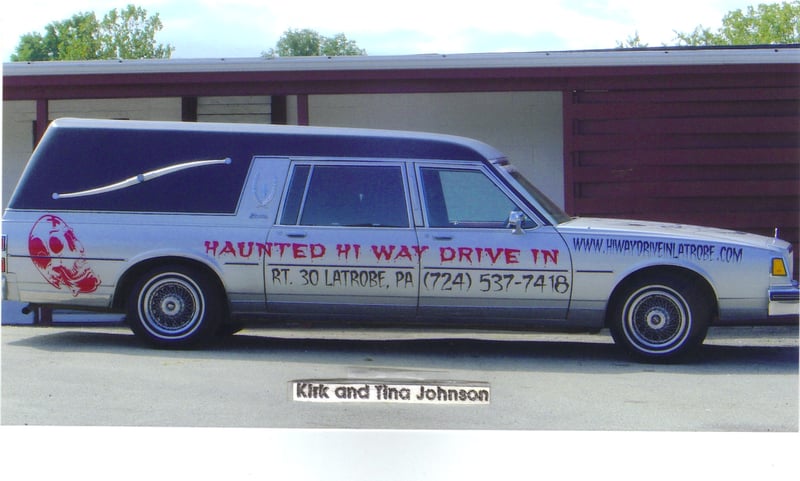 HAUNTED HI WAY DRIVE IN
WWW.HIWAYDRIVEINLATROBE.COM
RT. 30 LATROBE, PA (724) 537-7418
Kirk and Tina Johnson